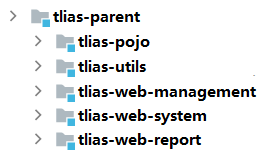 tlias-parent
tlias-pojo
tlias-utils
tlias-web-management
tlias-web-system
tlias-web-report